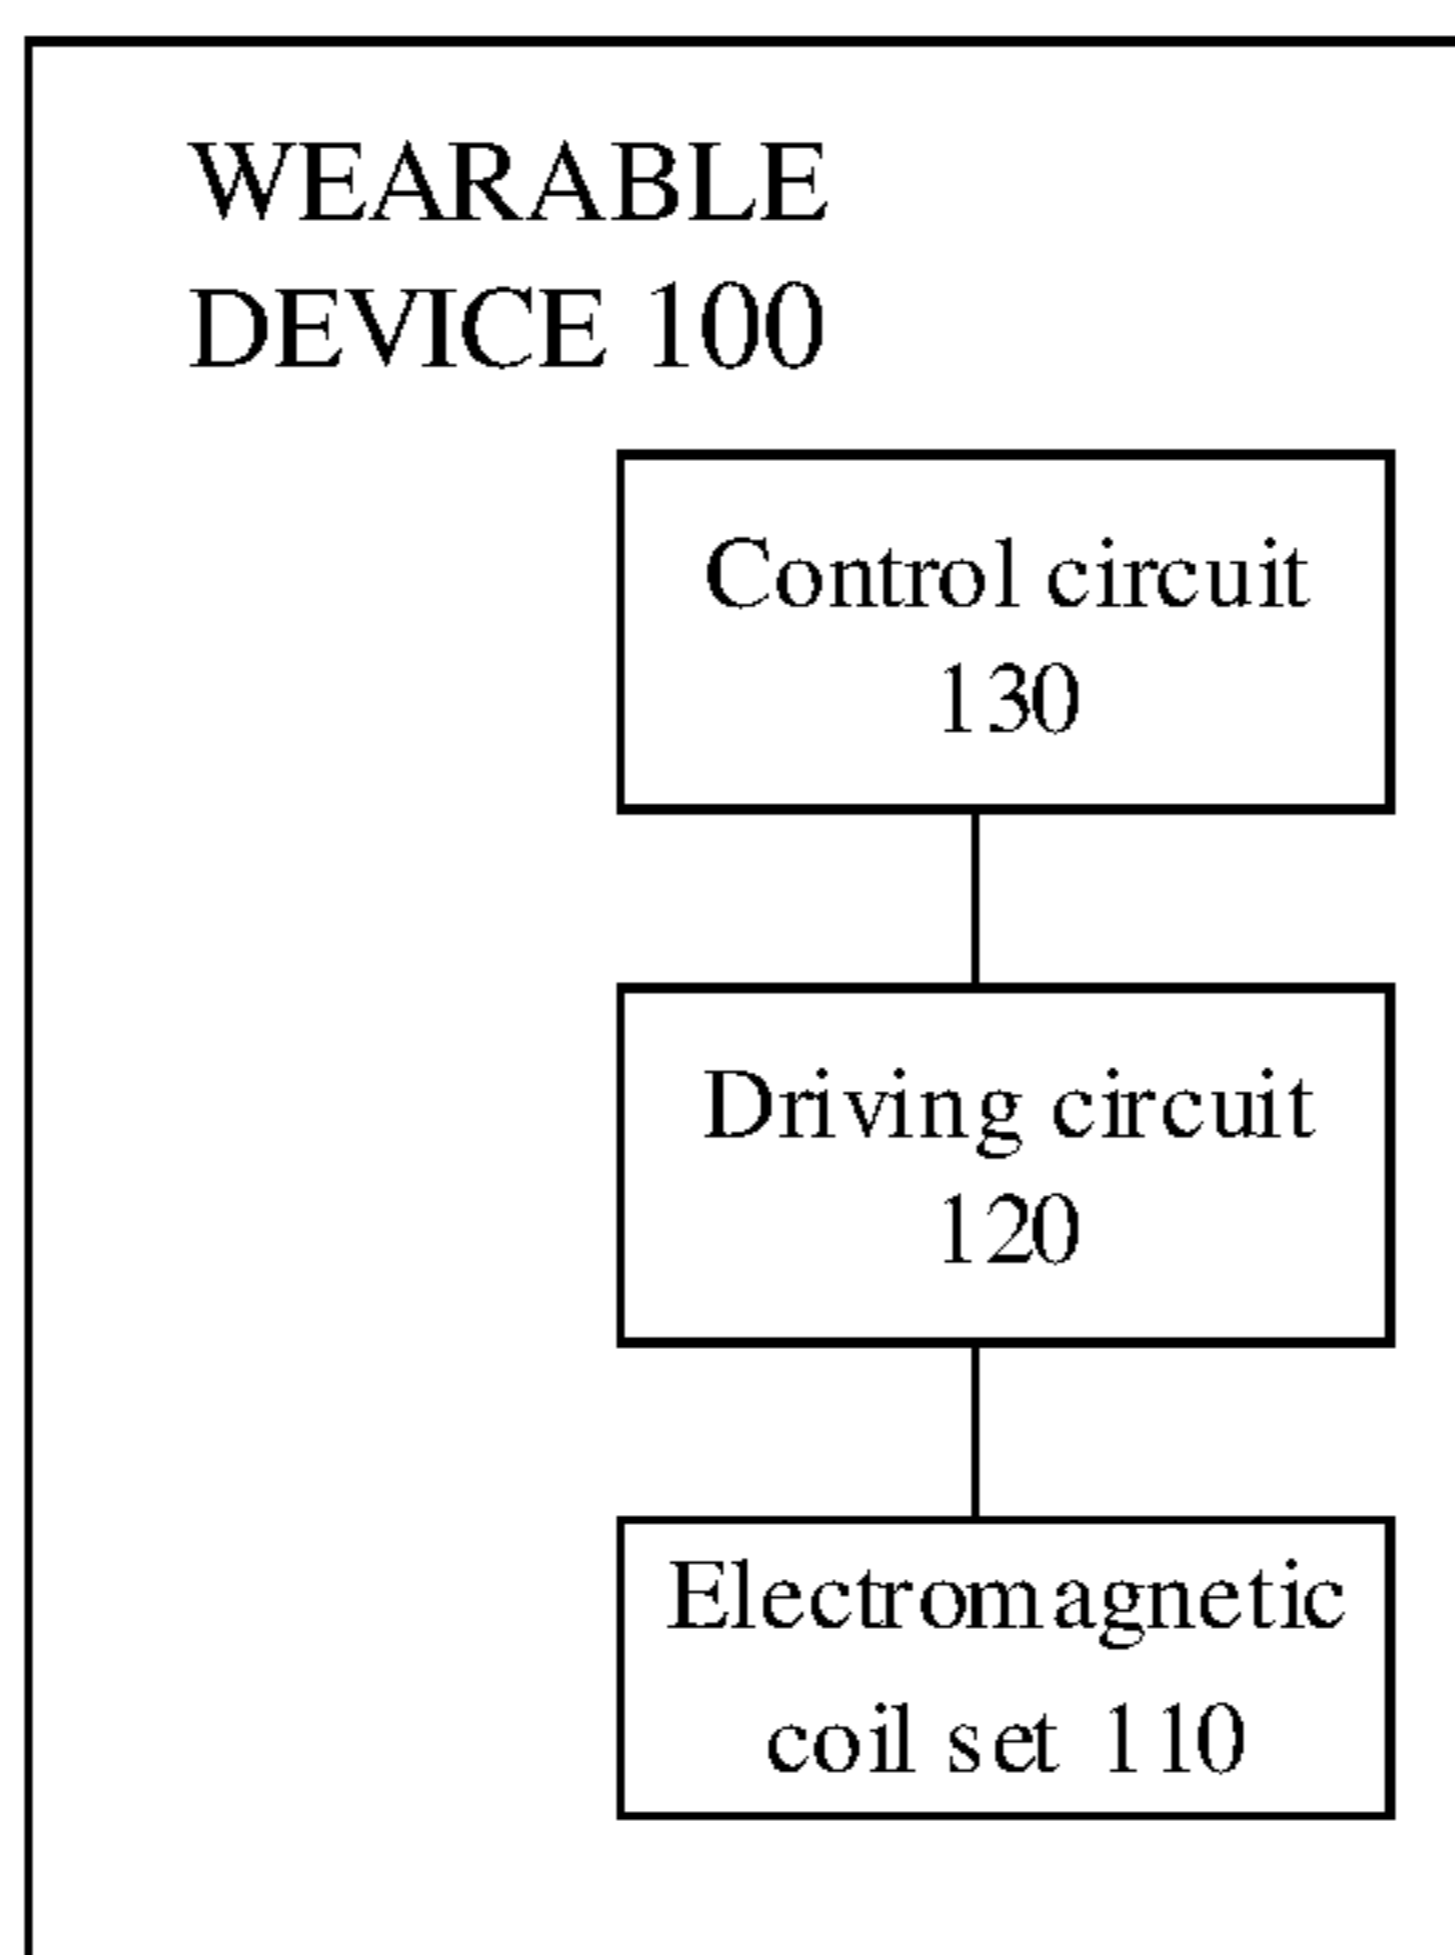 WEARABLE
DEVICE 100
Control circuit
130
Driving circuit
120
Electromagnetic
coil set 110